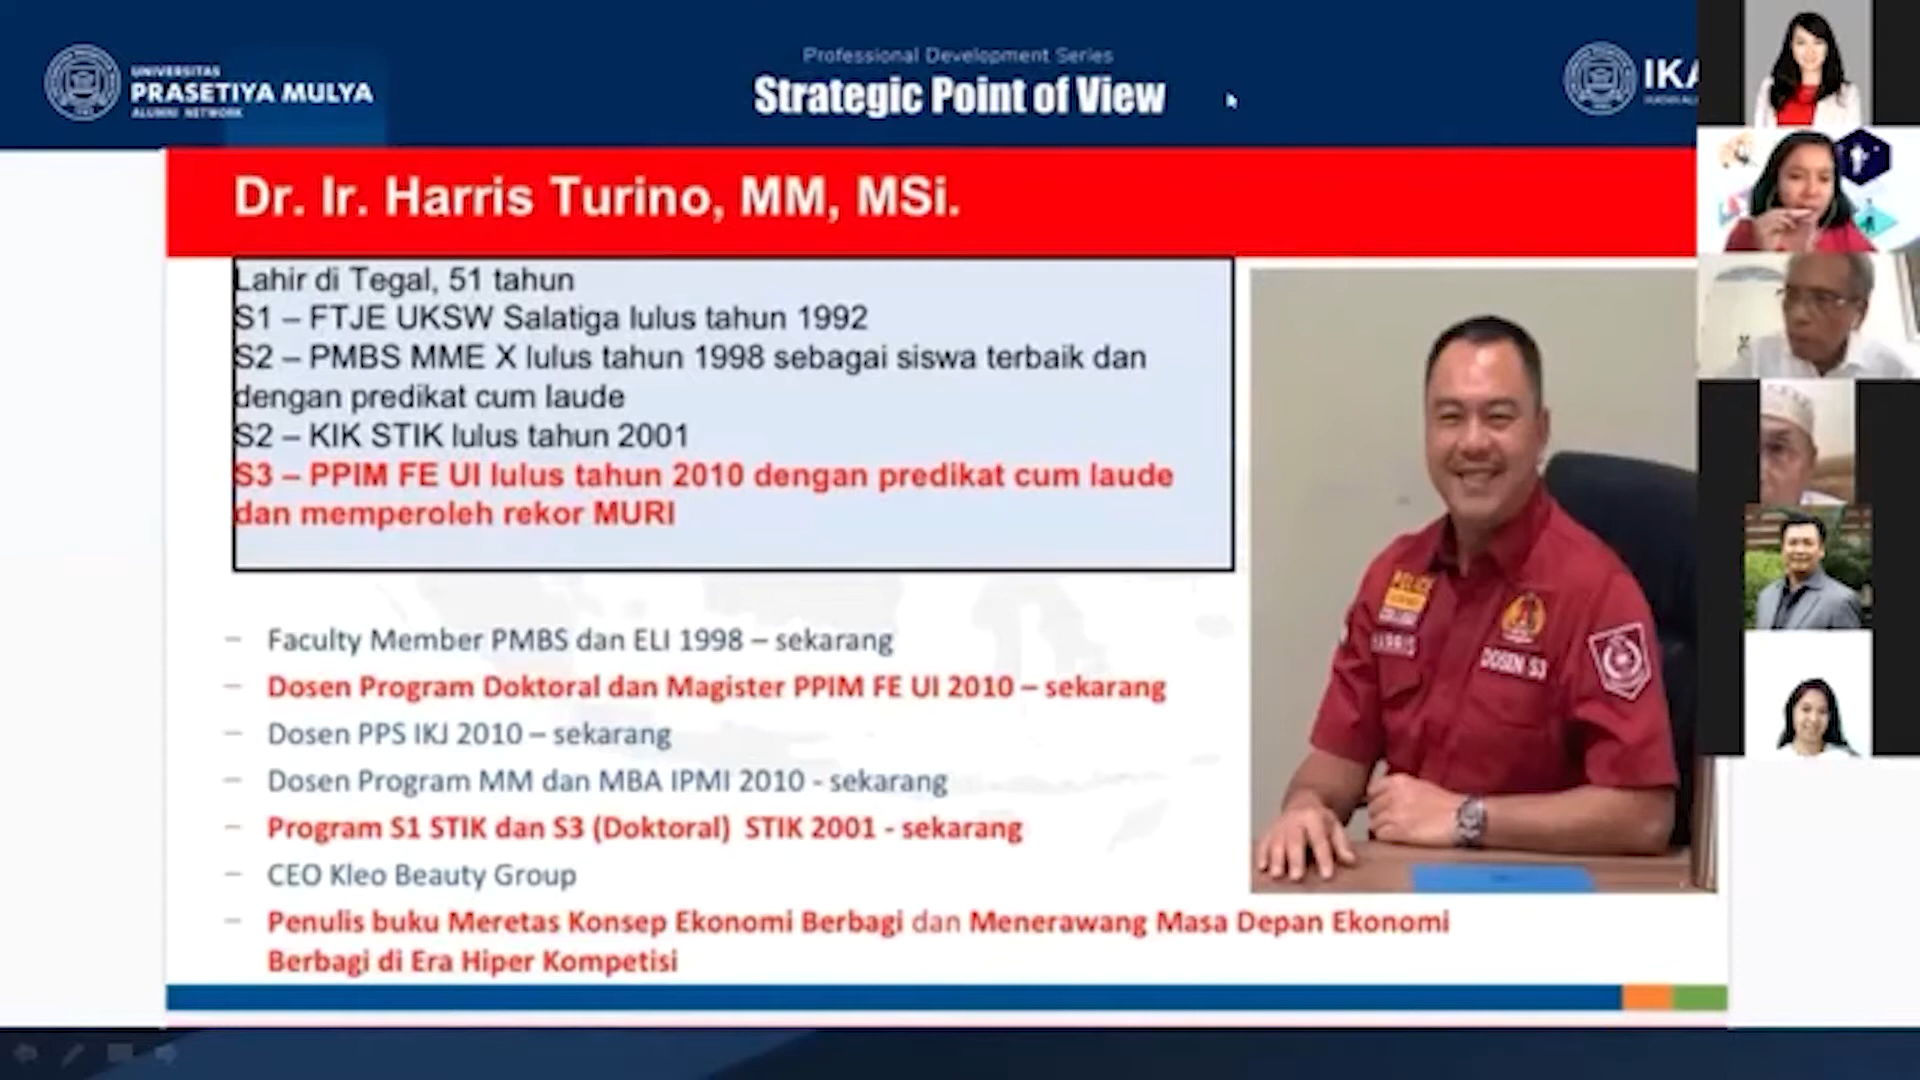 UNIVERSITAS
PRASETIYA MULYA
ALUMNI NETWORK
Professional Development Series
Strategic Point of View
IKA
Dr. Ir. Harris Turino, MM, MSi.
Lahir di Tegal, 51 tahun
S1 – FTJE UKSW Salatiga lulus tahun 1992
S2 – PMBS MME X lulus tahun 1998 sebagai siswa terbaik dan
dengan predikat cum laude
S2 – KIK STIK lulus tahun 2001
S3 – PPIM FE UI lulus tahun 2010 dengan predikat cum laude
dan memperoleh rekor MURI
– Faculty Member PMBS dan ELI 1998 – sekarang
– Dosen Program Doktoral dan Magister PPIM FE UI 2010 – sekarang
– Dosen PPS IKJ 2010 – sekarang
– Dosen Program MM dan MBA IPMI 2010 - sekarang
– Program S1 STIK dan S3 (Doktoral) STIK 2001 - sekarang
– CEO Kleo Beauty Group
– Penulis buku Meretas Konsep Ekonomi Berbagi dan Menerawang Masa Depan Ekonomi
Berbagi di Era Hiper Kompetisi
POLICE
HARRIS
DOSEN S3